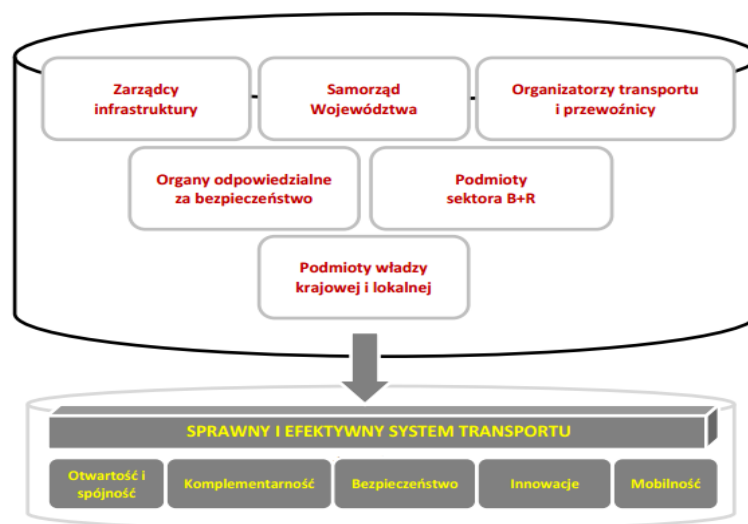 Zarządcy
infrastruktury
Samorząd
Województwa
Organizatorzy transportu
i przewoźnicy
Organy odpowiedzialne
za bezpieczeństwo
Podmioty
sektora B+R
Podmioty władzy
krajowej i lokalnej
SPRAWNY I EFEKTYWNY SYSTEM TRANSPORTU
Otwartość i
spójność
Komplementarność
Bezpieczeństwo
Innowacje
Mobilność